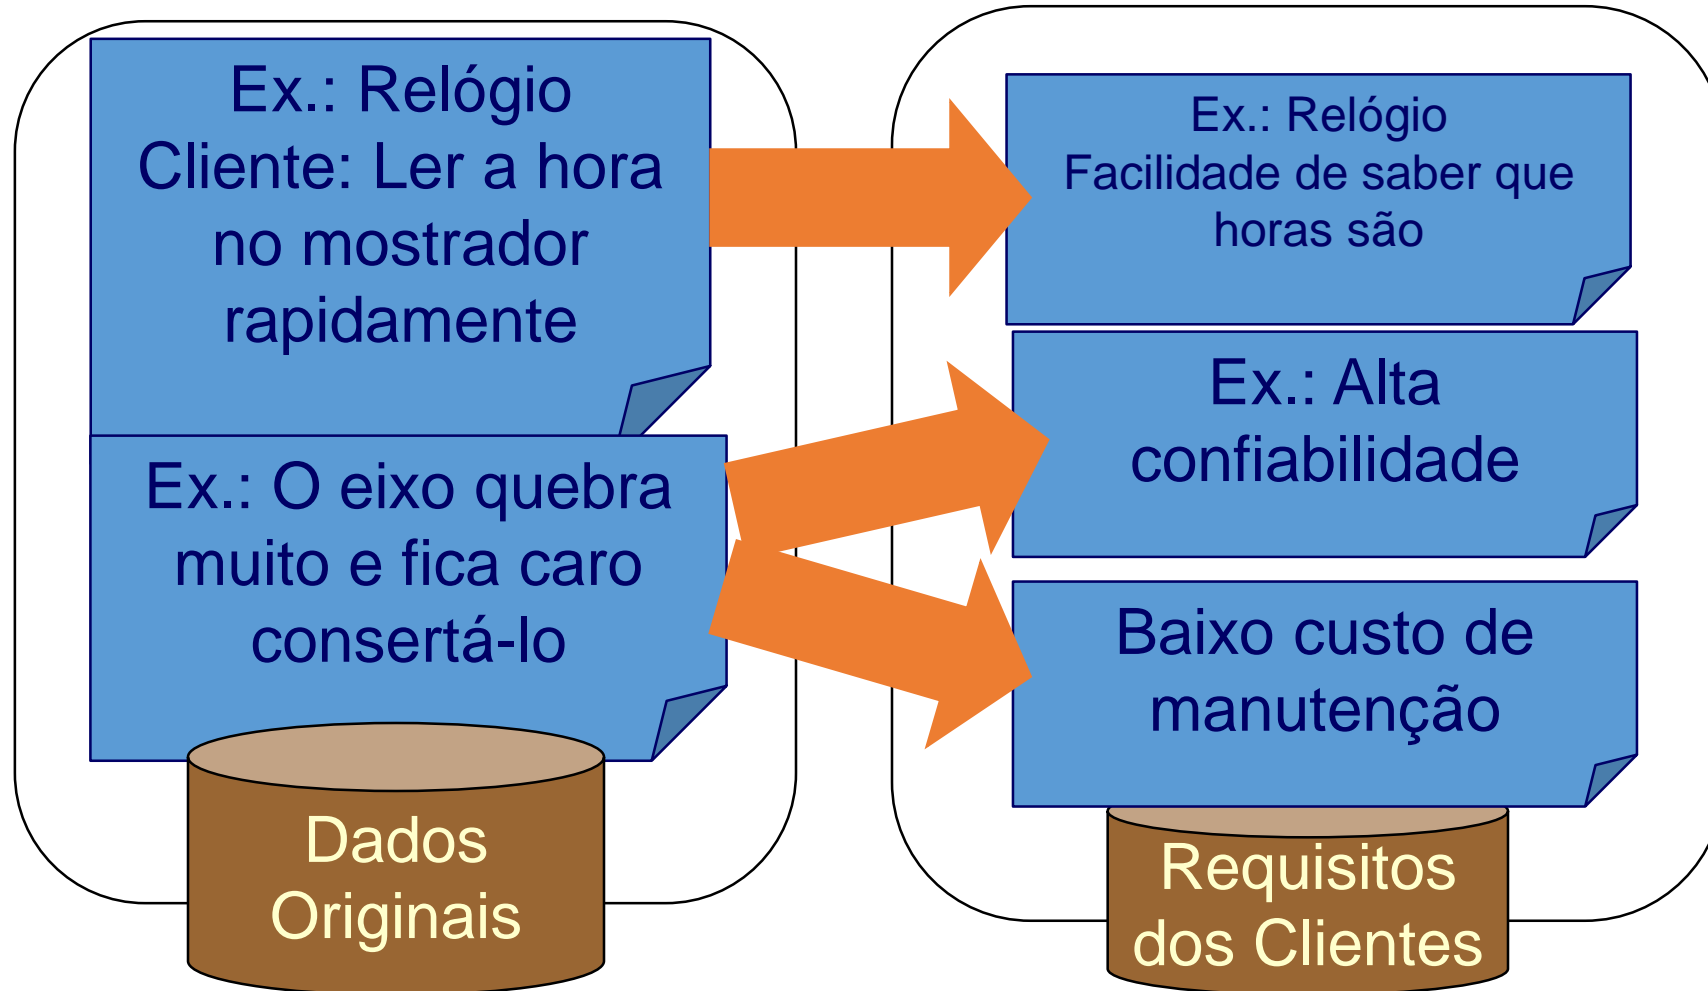 Ex.: Relógio
Cliente: Ler a hora
no mostrador
rapidamente
Ex.: O eixo quebra
muito e fica caro
consertá-lo
Dados
Originais
Ex.: Relógio
Facilidade de saber que
horas são
Ex.: Alta
confiabilidade
Baixo custo de
manutenção
Requisitos
dos Clientes